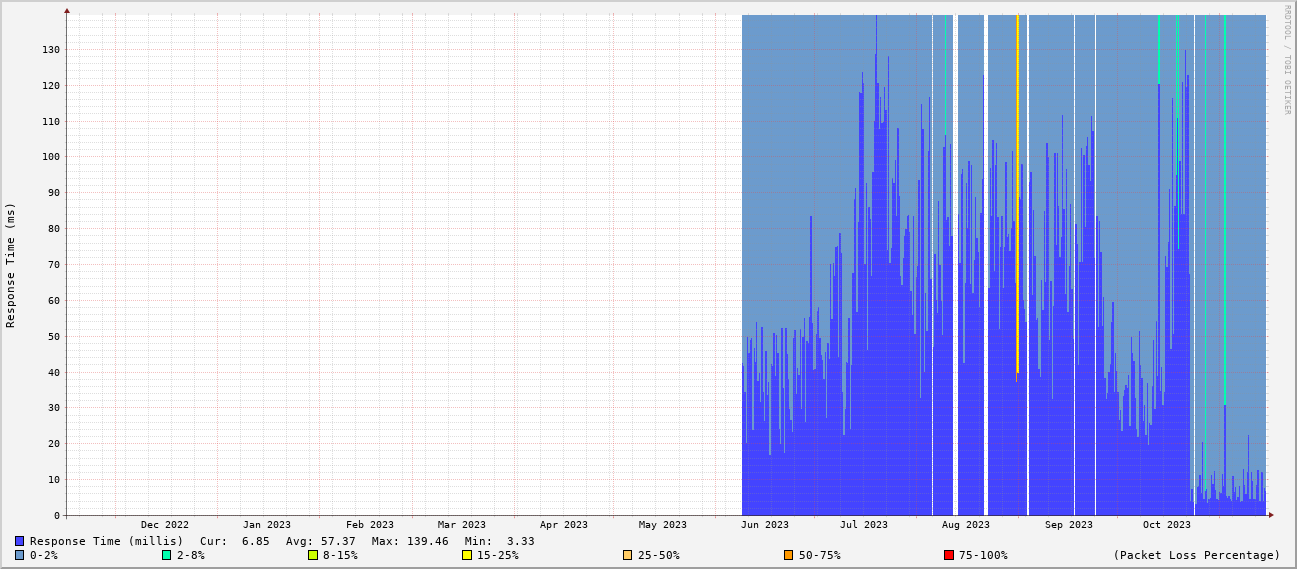 RRDTOOL / TOBI OETIKER
Response Time (ms)
130
120
110
100
90
80
70
60
50
40
30
20
10
0
Dec 2022 Jan 2023 Feb 2023 Mar 2023 Apr 2023 May 2023 Jun 2023 Jul 2023 Aug 2023 Sep 2023 Oct 2023
Response Time (millis) Cur: 6.85 Avg: 57.37 Max: 139.46 Min: 3.33
0-2% 2-8% 8-15% 15-25% 25-50% 50-75% 75-100% (Packet Loss Percentage)